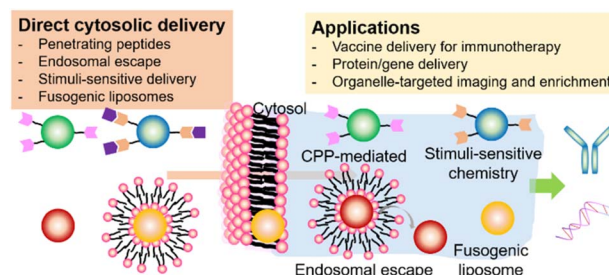 Direct cytosolic delivery
- Penetrating peptides
- Endosomal escape
- Stimuli-sensitive delivery
- Fusogenic liposomes
Applications
- Vaccine delivery for immunotherapy
- Protein/gene delivery
- Organelle-targeted imaging and enrichment
Cytosol
CPP-mediated
Stimuli-sensitive
chemistry
Endosomal escape
Fusogenic
liposome